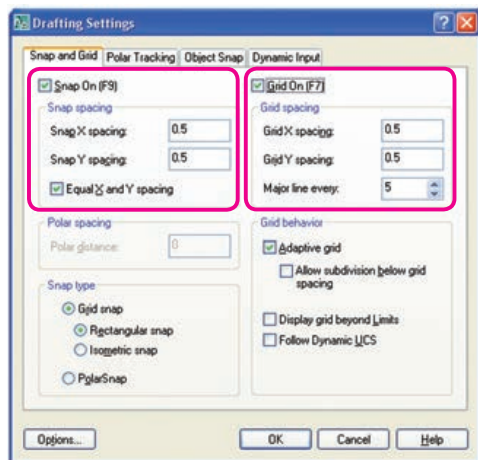 Drafting Settings
Snap and Grid Polar Tracking Object Snap Dynamic Input
Snap On (F9)
Snap spacing
Snap X spacing: 0.5
Snap Y spacing: 0.5
Equal X and Y spacing
Polar spacing
Polar distance: 0
Snap type
Grid snap
Rectangular snap
Isometric snap
PolarSnap
Grid On (F7)
Grid spacing
Grid X spacing: 0.5
Grid Y spacing: 0.5
Major line every: 5
Grid behavior
Adaptive grid
Allow subdivision below grid
spacing
Display grid beyond Limits
Follow Dynamic UCS
Options... OK Cancel Help